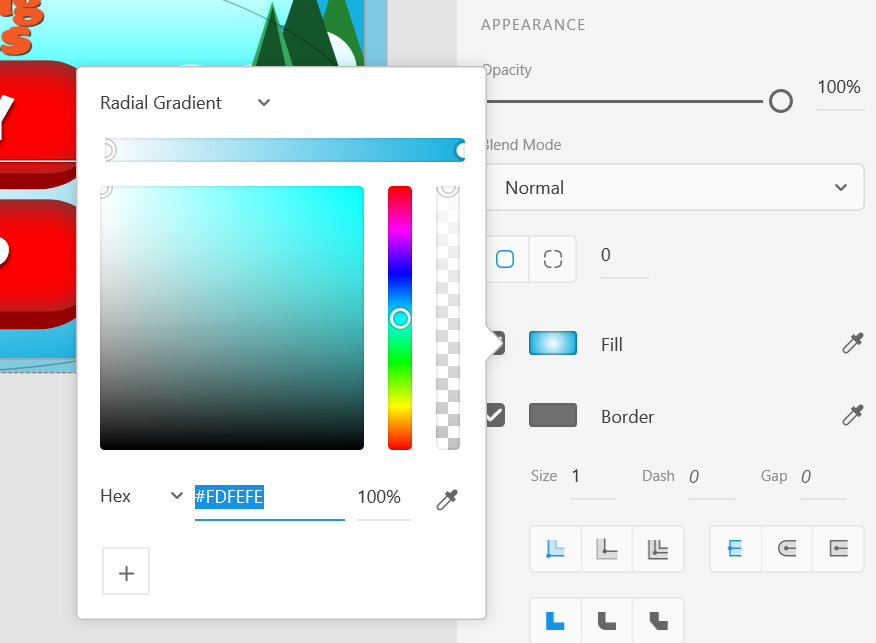 APPEARANCE
Opacity
100%
Radial Gradient
Blend Mode
Normal
0
Fill
Border
Size 1 Dash 0 Gap 0
Hex #FDFEFE 100%